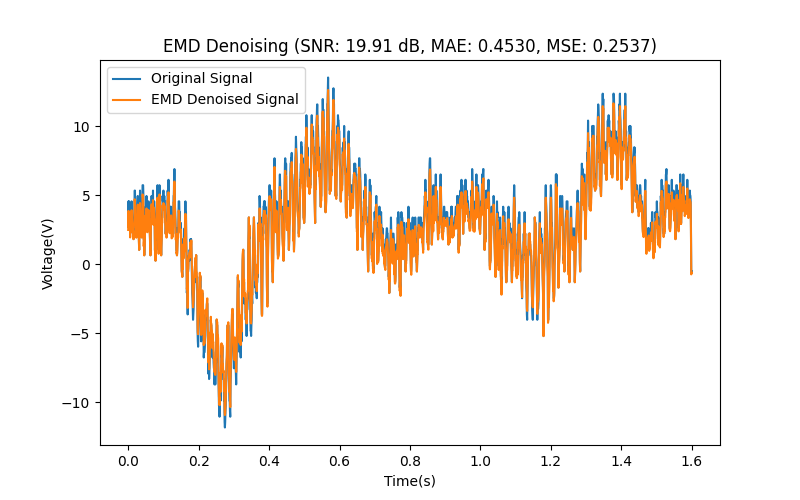 EMD Denoising (SNR: 19.91 dB, MAE: 0.4530, MSE: 0.2537)
Original Signal
EMD Denoised Signal
10
5
0
−5
−10
Voltage(V)
0.0 0.2 0.4 0.6 0.8 1.0 1.2 1.4 1.6
Time(s)